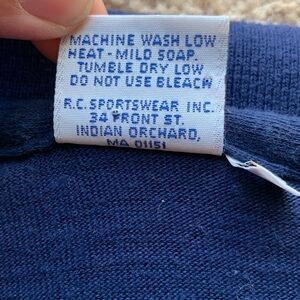 MACHINE WASH LOW
HEAT-MILD SOAP.
TUMBLE DRY LOW
DO NOT USE BLEACH
R.C. SPORTSWEAR INC.
34 FRONT ST.
INDIAN ORCHARD,
MA 01151